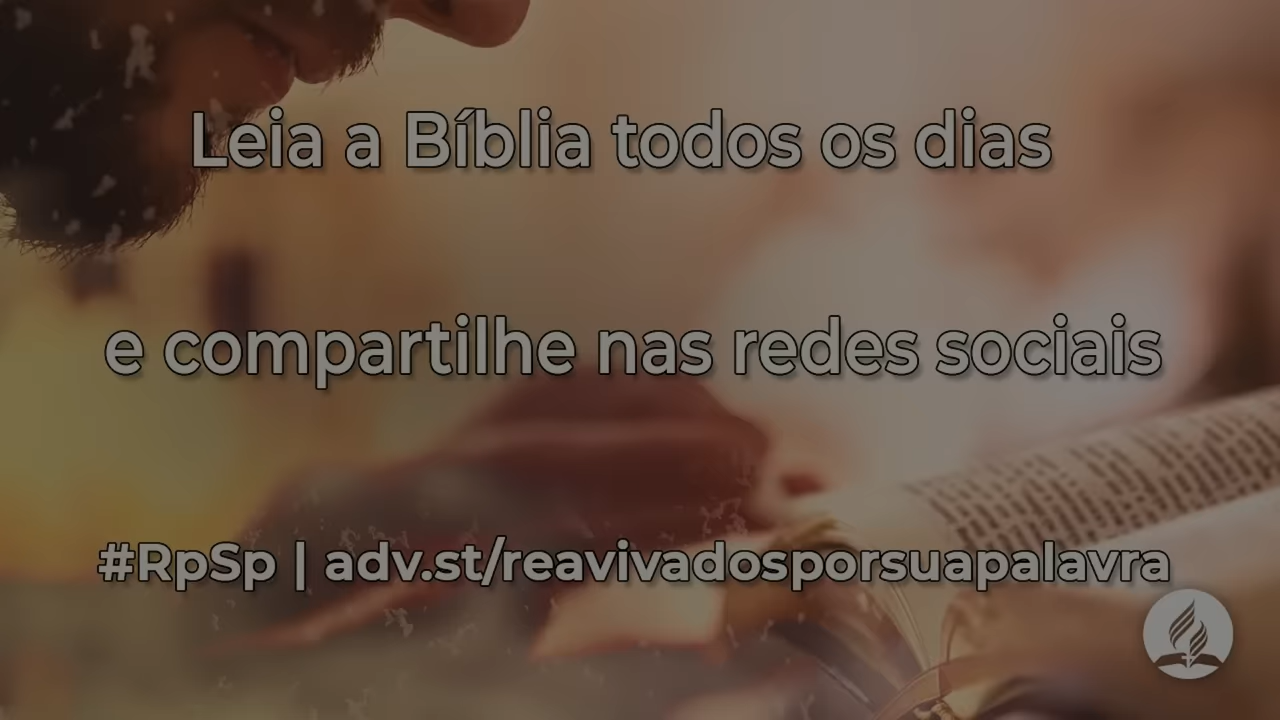 Leia a Bíblia todos os dias
e compartilhe nas redes sociais
#RpSp | adv.st/reavivadosporsuapalavra